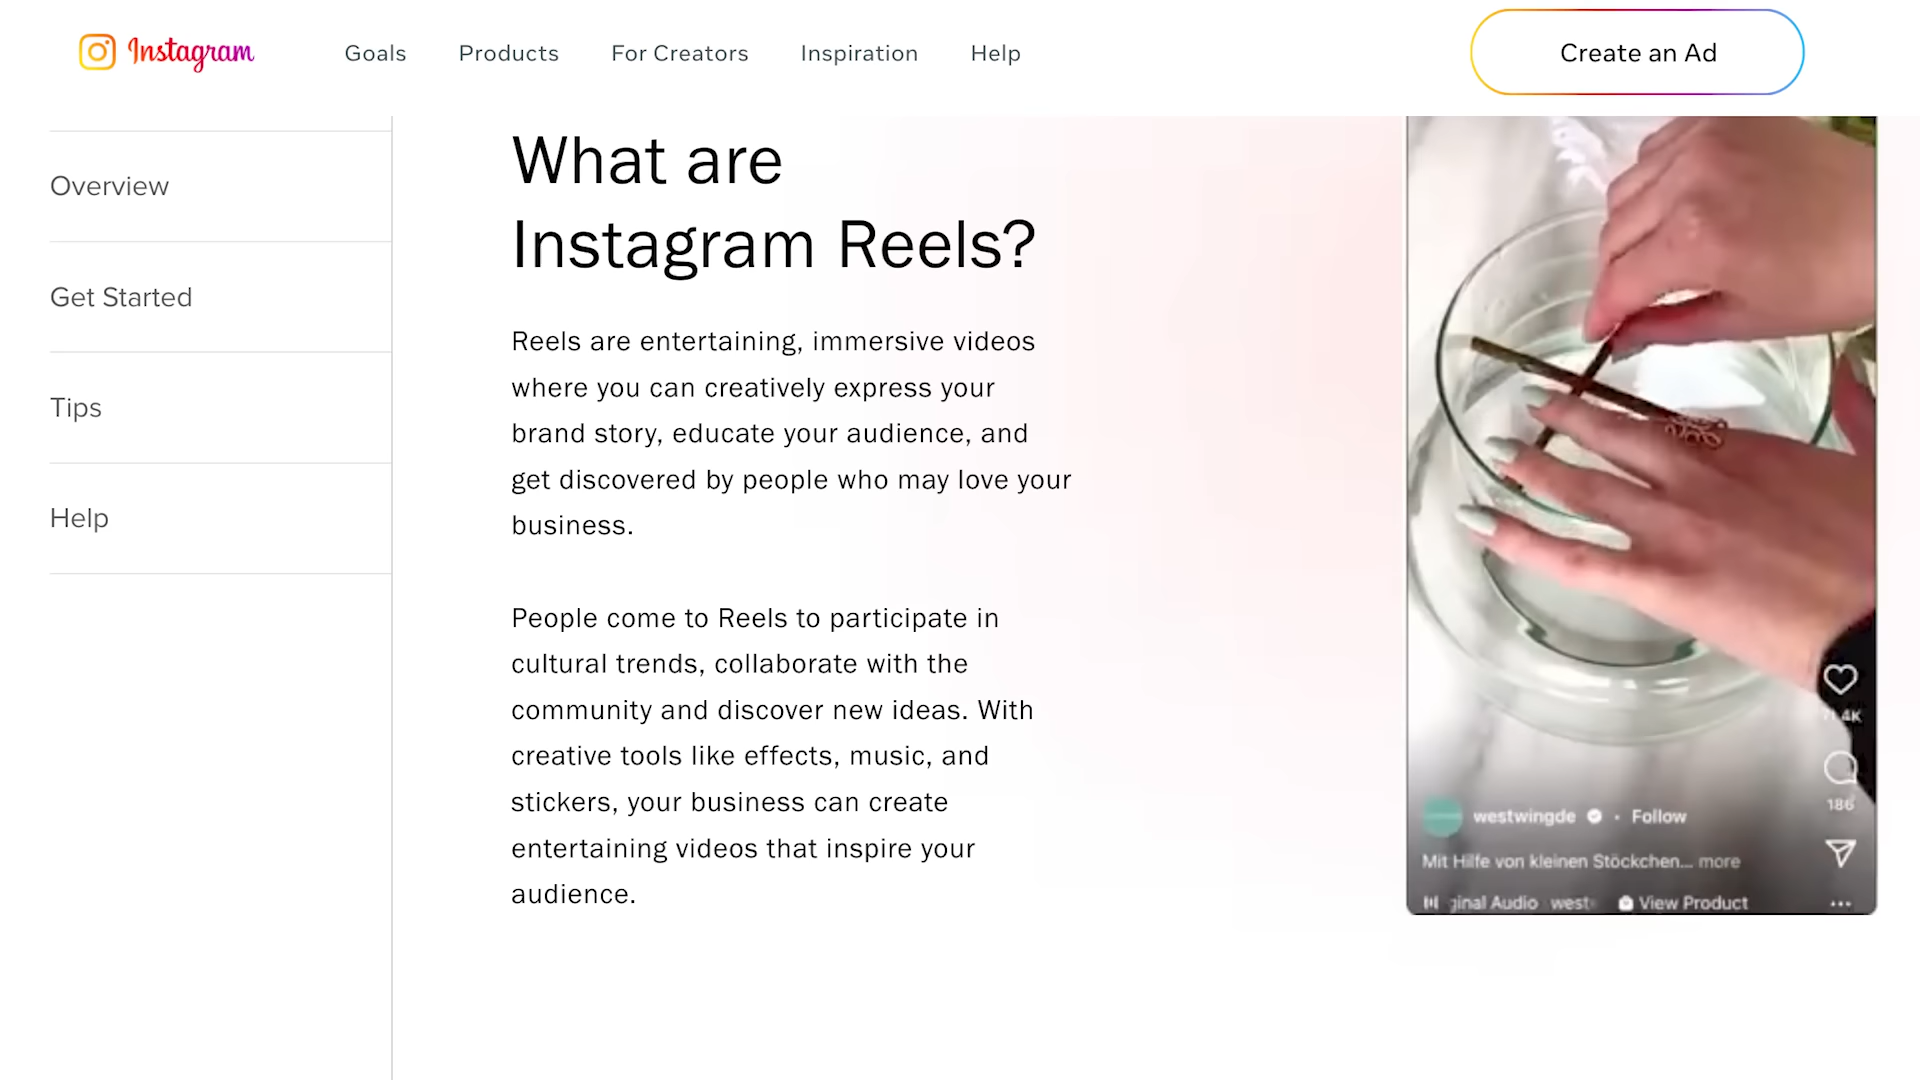 Instagram
Goals
Products
For Creators
Inspiration
Help
Create an Ad
Overview
Get Started
Tips
Help
What are
Instagram Reels?
Reels are entertaining, immersive videos
where you can creatively express your
brand story, educate your audience, and
get discovered by people who may love your
business.
People come to Reels to participate in
cultural trends, collaborate with the
community and discover new ideas. With
creative tools like effects, music, and
stickers, your business can create
entertaining videos that inspire your
audience.
186
westwingde · Follow
Mit Hilfe von kleinen Stöckchen... more
ginal Audio west
View Product